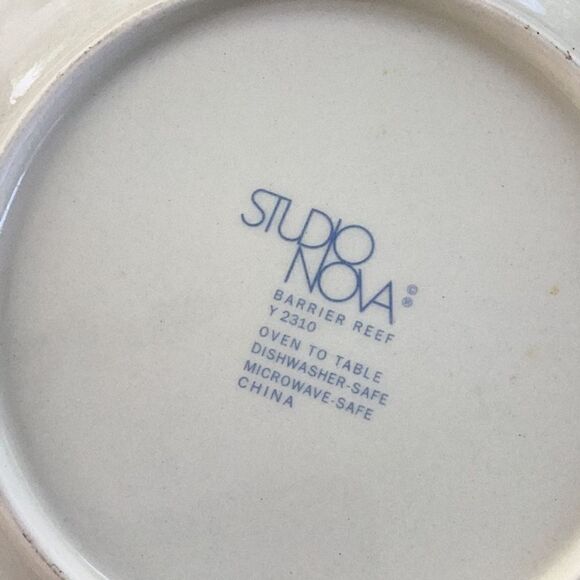 STUDIO
NOVA © ®
BARRIER REEF
Y 2310
OVEN TO TABLE
DISHWASHER-SAFE
MICROWAVE-SAFE
CHINA